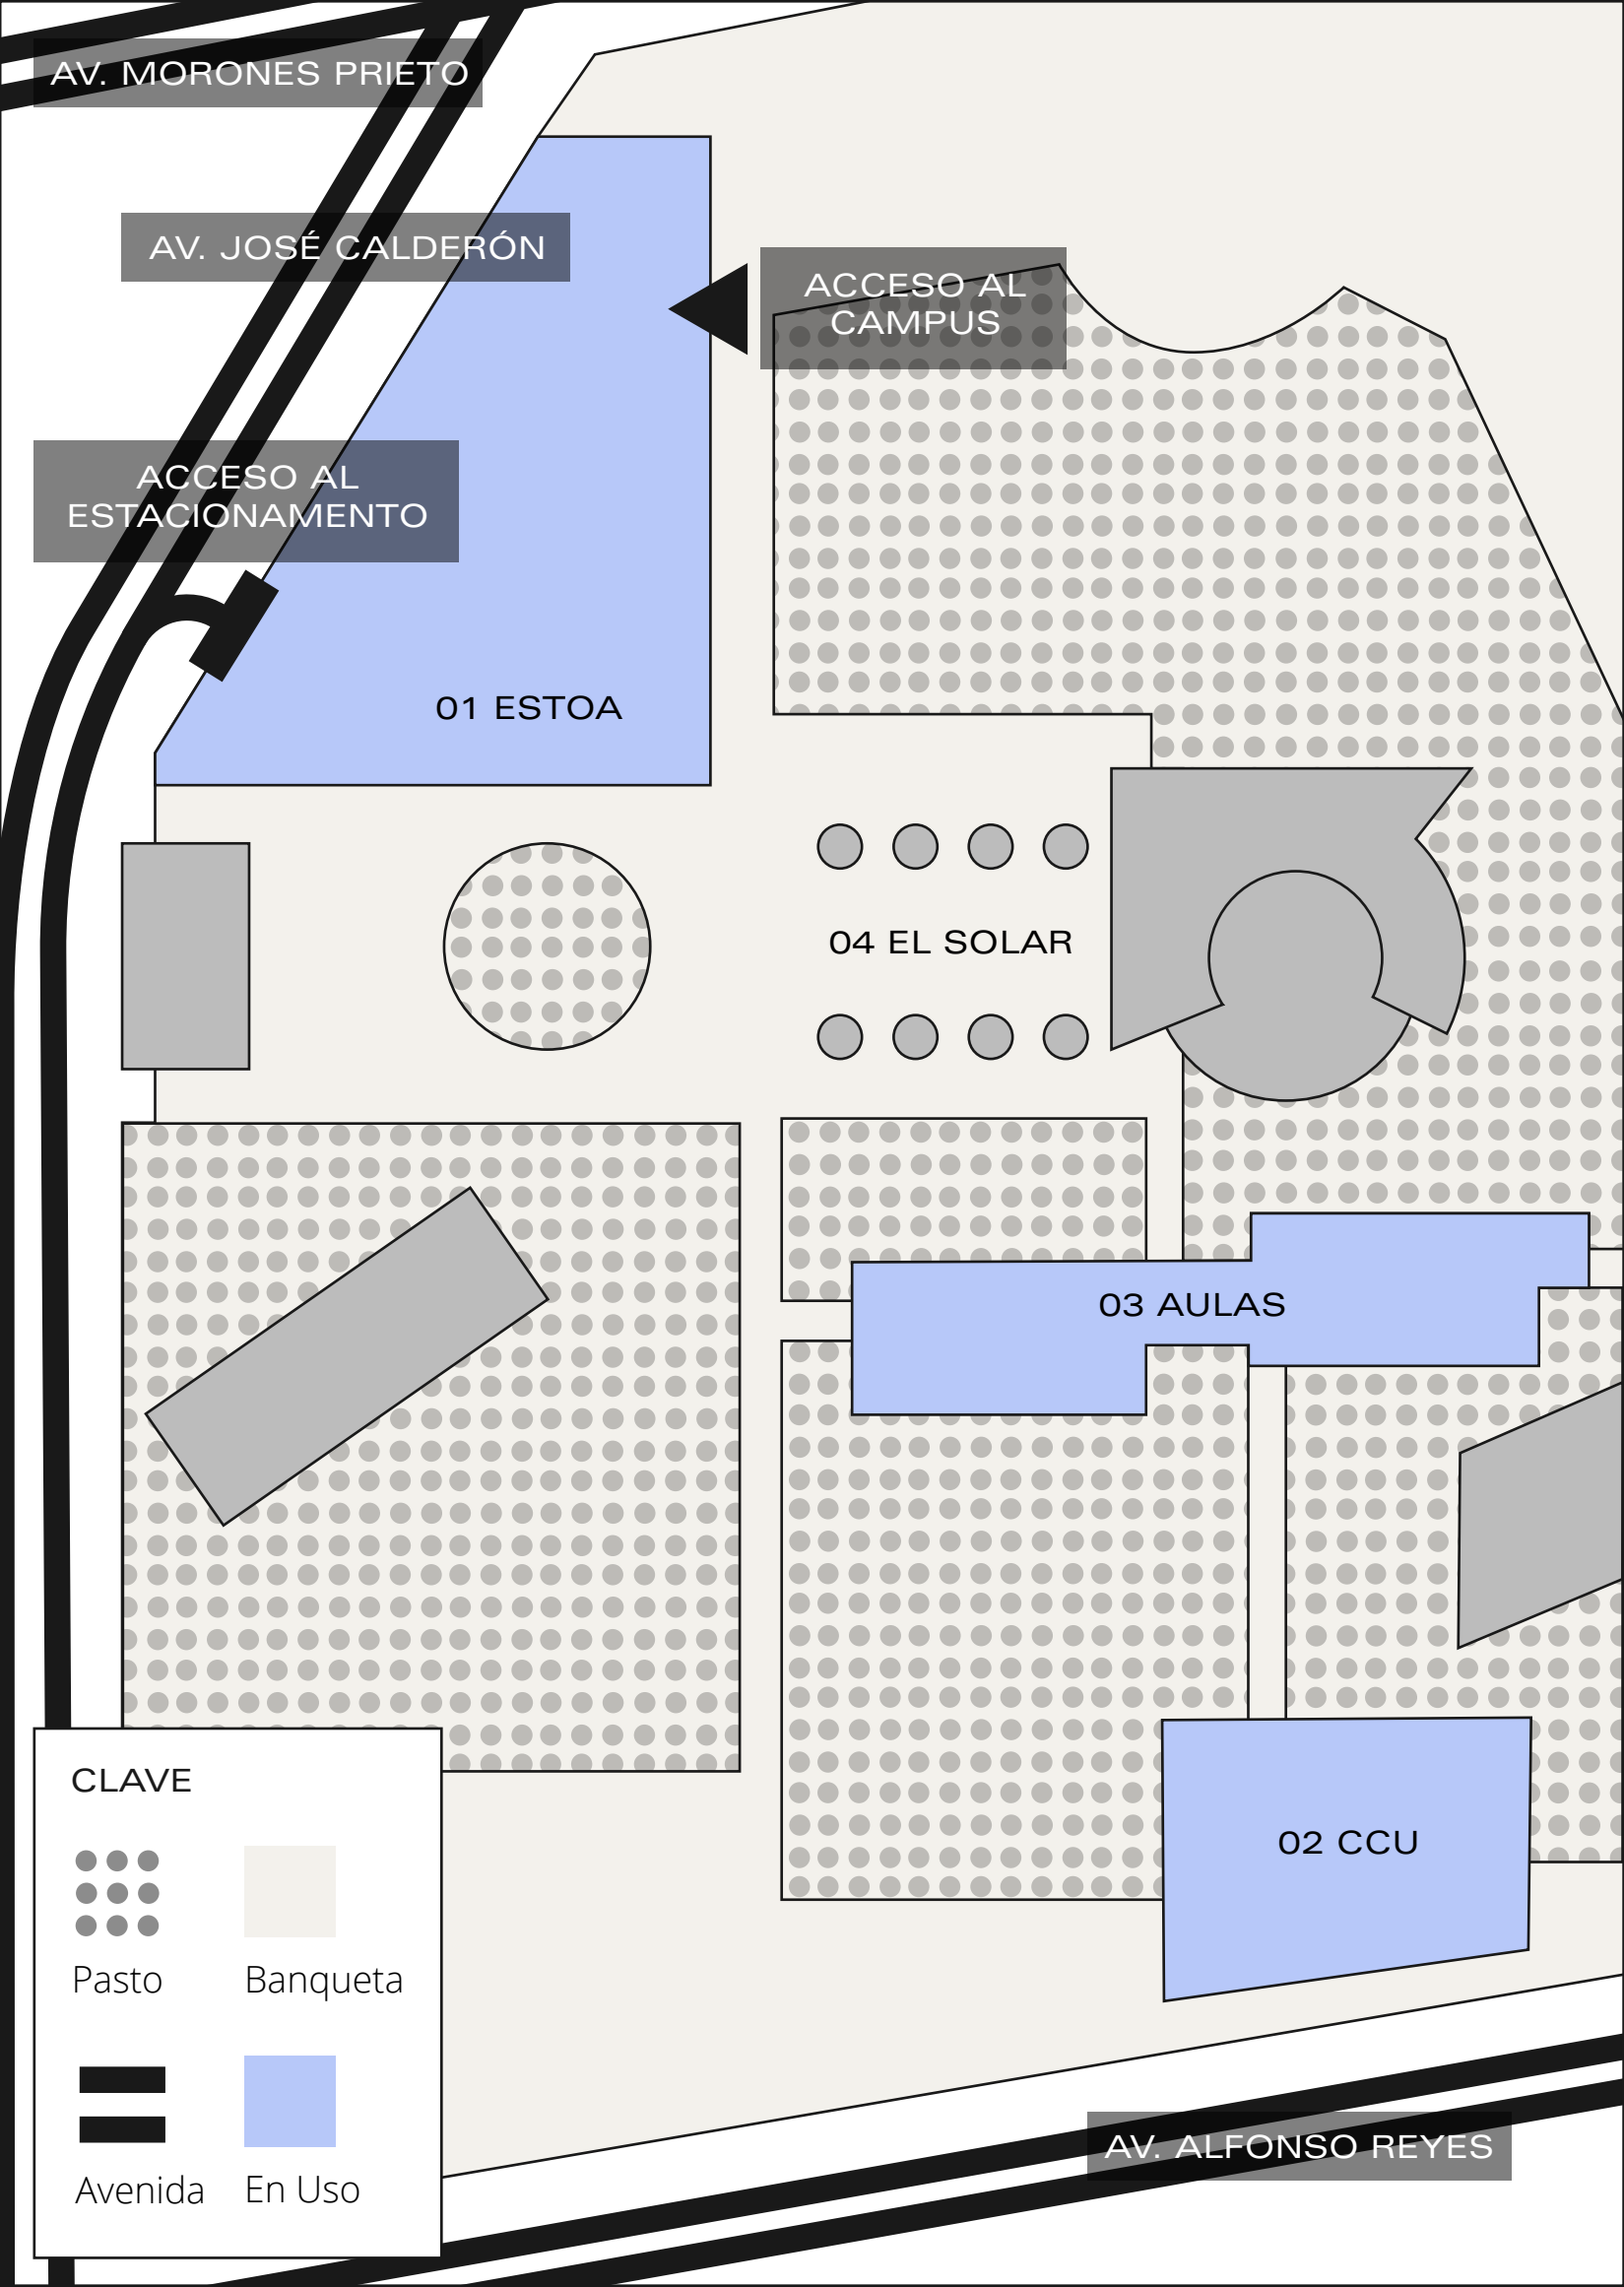 AV. MORONES PRIETO
AV. JOSÉ CALDERÓN
ACCESO AL
CAMPUS
ACCESO AL
ESTACIONAMENTO
01 ESTOA
04 EL SOLAR
03 AULAS
02 CCU
CLAVE
Pasto
Banqueta
Avenida
En Uso
AV. ALFONSO REYES